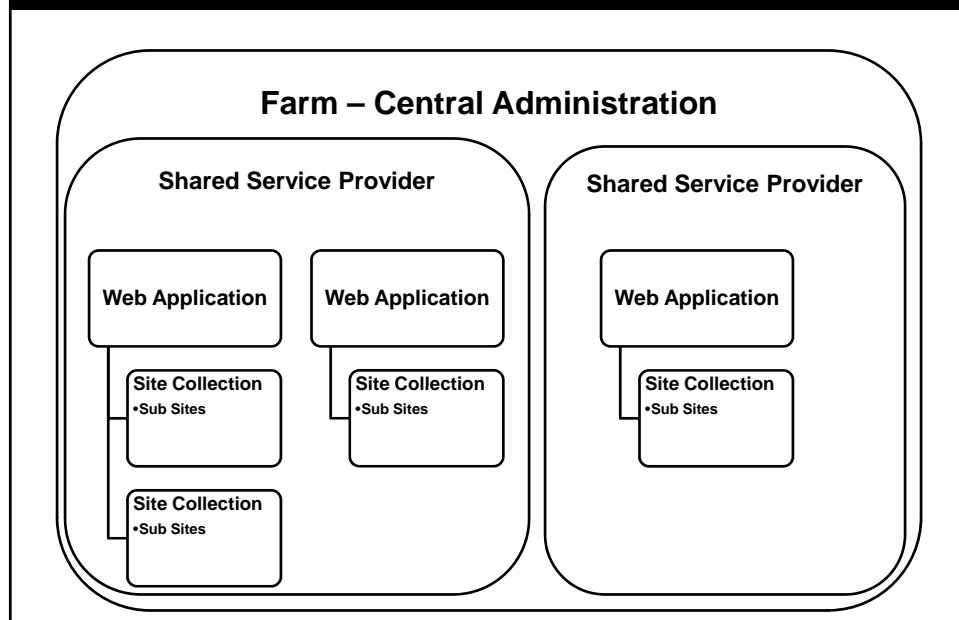 Farm – Central Administration
Shared Service Provider
Web Application
Site Collection
•Sub Sites
Site Collection
•Sub Sites
Web Application
Site Collection
•Sub Sites
Shared Service Provider
Web Application
Site Collection
•Sub Sites